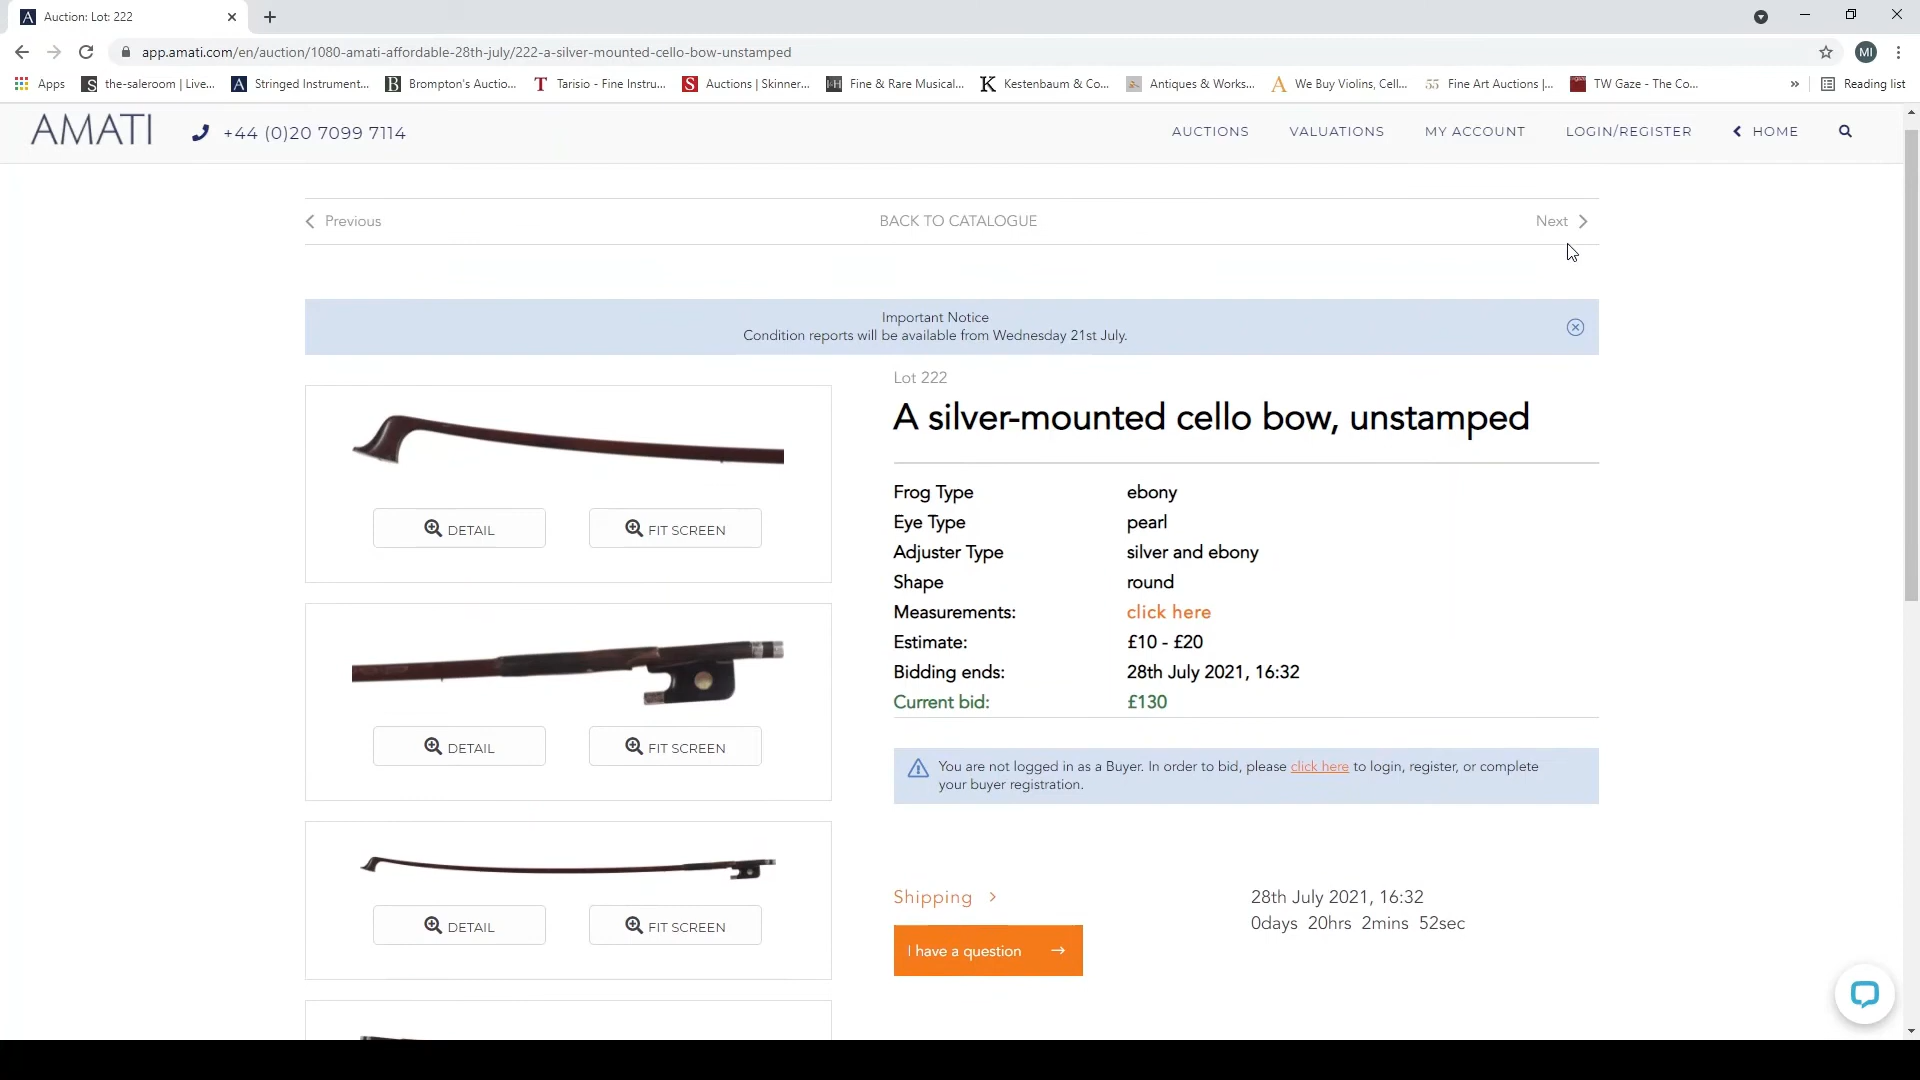 Auction: Lot: 222
app.amati.com/en/auction/1080-amati-affordable-28th-july/222-a-silver-mounted-cello-bow-unstamped
MI
Apps
the-saleroom | Live...
Stringed Instrument...
Brompton's Auctio...
Tarisio - Fine Instru...
Auctions | Skinner...
Fine & Rare Musical...
Kestenbaum & Co...
Antiques & Works...
We Buy Violins, Cell...
Fine Art Auctions |...
TW Gaze - The Co...
»
Reading list
AMATI
+44 (0)20 7099 7114
AUCTIONS
VALUATIONS
MY ACCOUNT
LOGIN/REGISTER
HOME
Previous
BACK TO CATALOGUE
Next
Important Notice
Condition reports will be available from Wednesday 21st July.
Lot 222
A silver-mounted cello bow, unstamped
Frog Type ebony
Eye Type pearl
Adjuster Type silver and ebony
Shape round
Measurements: click here
Estimate: £10 - £20
Bidding ends: 28th July 2021, 16:32
Current bid: £130
You are not logged in as a Buyer. In order to bid, please click here to login, register, or complete
your buyer registration.
DETAIL
FIT SCREEN
DETAIL
FIT SCREEN
DETAIL
FIT SCREEN
Shipping
28th July 2021, 16:32
0days 20hrs 2mins 52sec
I have a question